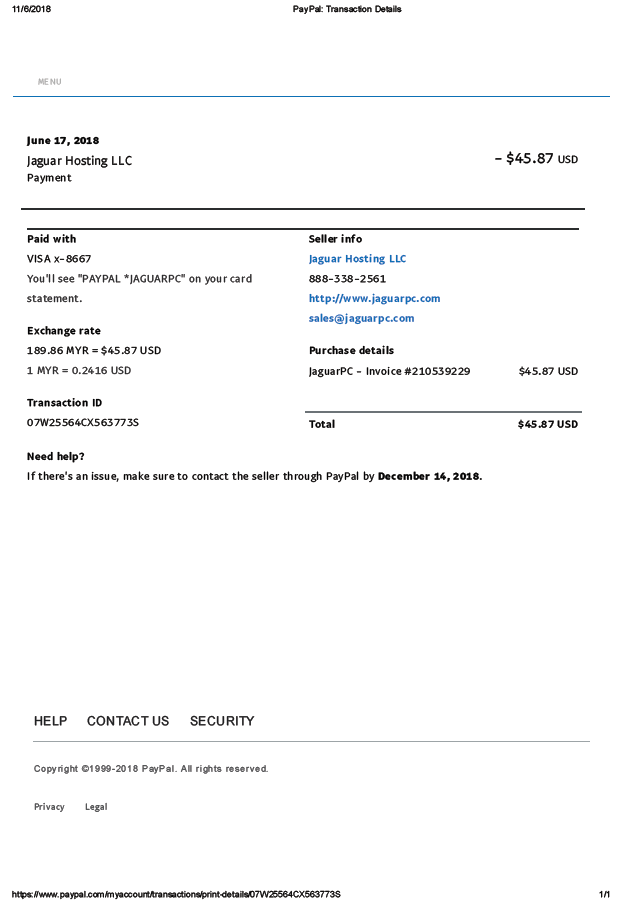 11/6/2018 PayPal: Transaction Details
MENU
June 17, 2018
Jaguar Hosting LLC
- $45.87 USD
Payment
Paid with
VISA x-8667
You'll see "PAYPAL *JAGUARPC" on your card
statement.
Exchange rate
189.86 MYR = $45.87 USD
1 MYR = 0.2416 USD
Transaction ID
07W25564CX563773S
Seller info
Jaguar Hosting LLC
888-338-2561
http://www.jaguarpc.com
sales@jaguarpc.com
Purchase details
JaguarPC - Invoice #210539229 $45.87 USD
Total $45.87 USD
Need help?
If there's an issue, make sure to contact the seller through PayPal by December 14, 2018.
HELP CONTACT US SECURITY
Copyright ©1999-2018 PayPal. All rights reserved.
Privacy Legal
https://www.paypal.com/myaccount/transactions/print-details/07W25564CX563773S 1/1